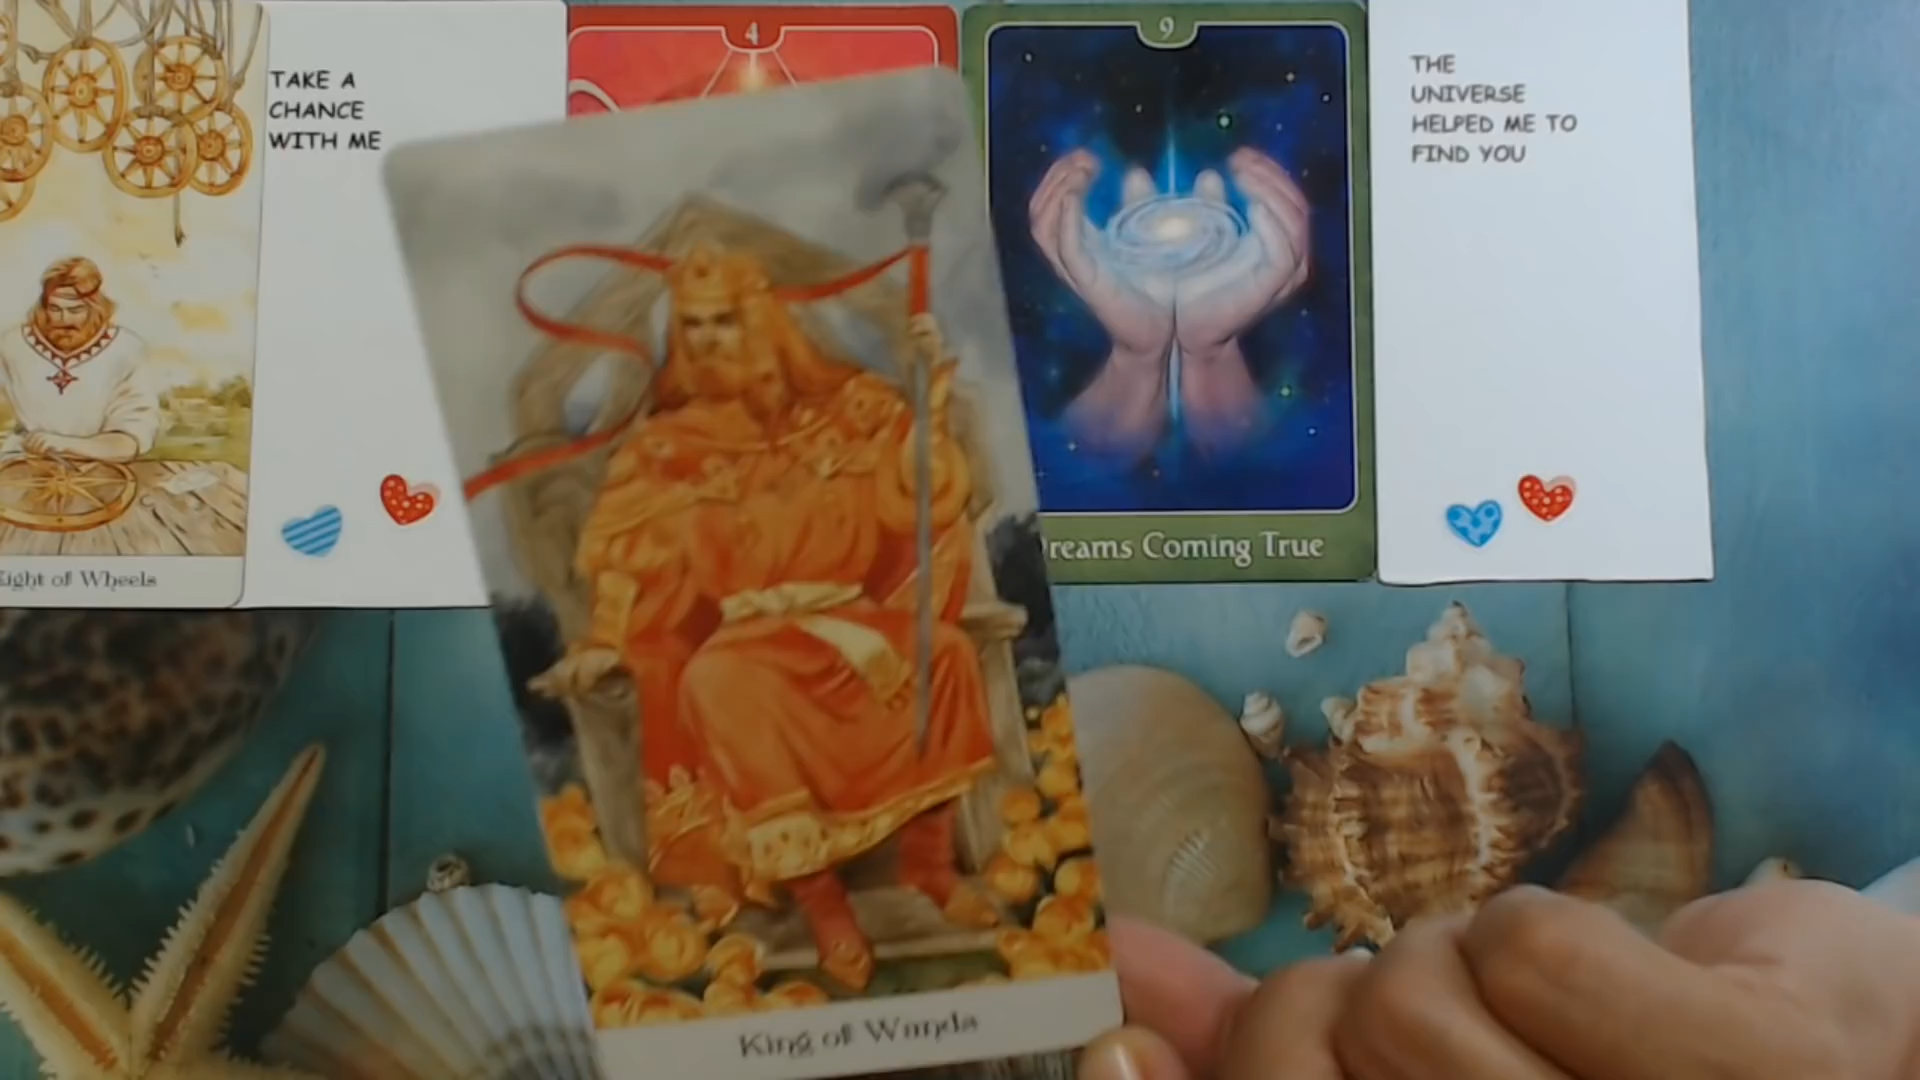 4
9
TAKE A
CHANCE
WITH ME
THE
UNIVERSE
HELPED ME TO
FIND YOU
Dreams Coming True
Eight of Wheels
King of Wands